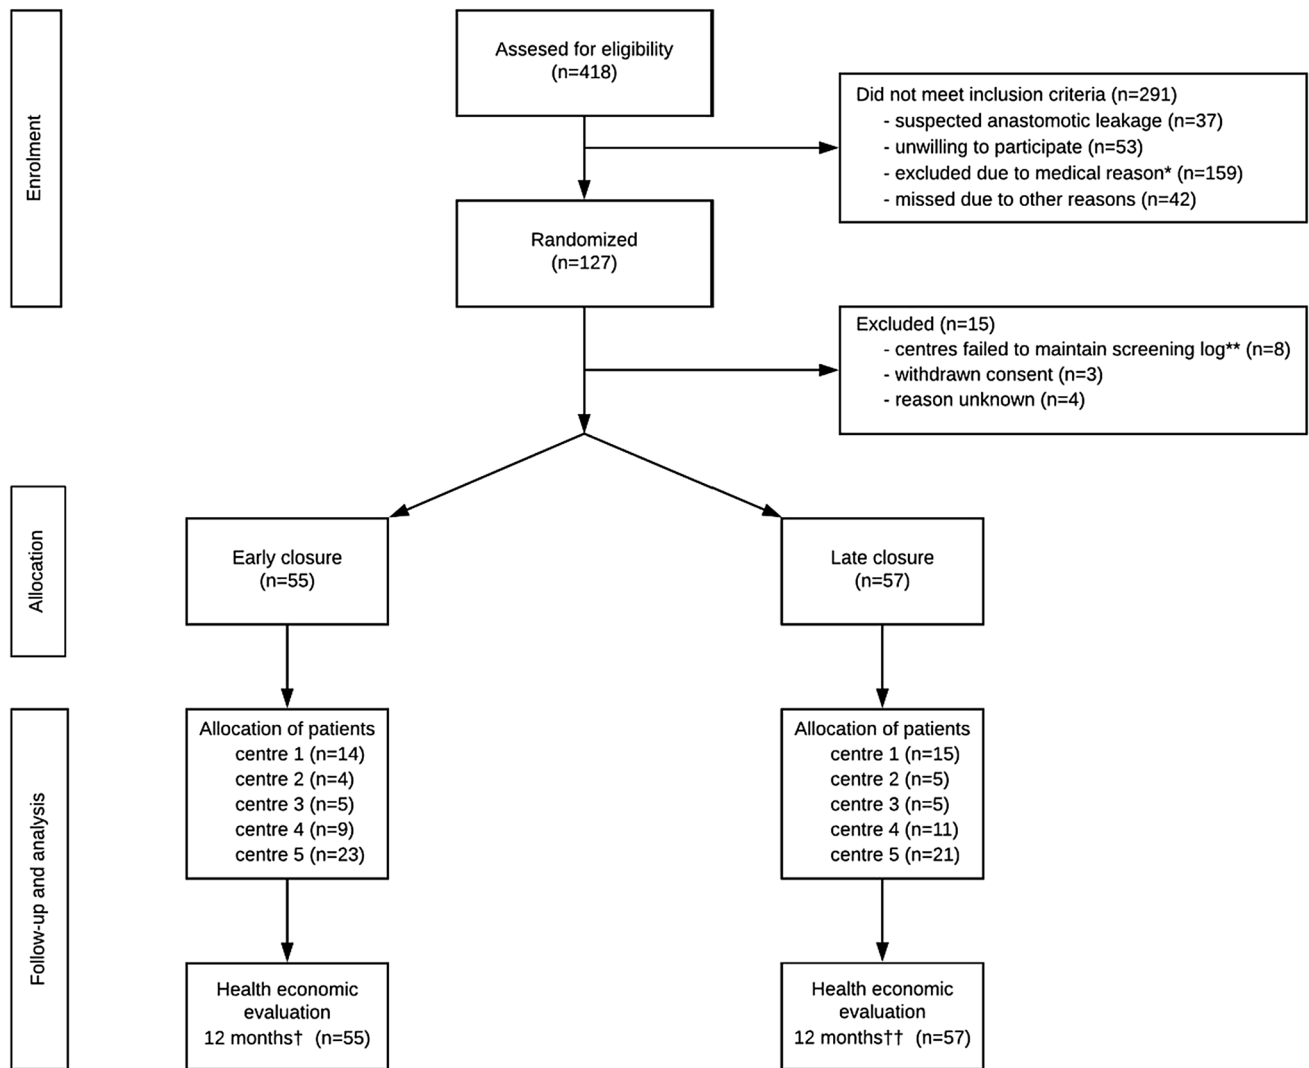 Enrolment
Assesed for eligibility
(n=418)
Did not meet inclusion criteria (n=291)
- suspected anastomotic leakage (n=37)
- unwilling to participate (n=53)
- excluded due to medical reason* (n=159)
- missed due to other reasons (n=42)
Randomized
(n=127)
Excluded (n=15)
- centres failed to maintain screening log** (n=8)
- withdrawn consent (n=3)
- reason unknown (n=4)
Allocation
Early closure
(n=55)
Late closure
(n=57)
Follow-up and analysis
Allocation of patients
centre 1 (n=14)
centre 2 (n=4)
centre 3 (n=5)
centre 4 (n=9)
centre 5 (n=23)
Allocation of patients
centre 1 (n=15)
centre 2 (n=5)
centre 3 (n=5)
centre 4 (n=11)
centre 5 (n=21)
Health economic
evaluation
12 months† (n=55)
Health economic
evaluation
12 months†† (n=57)